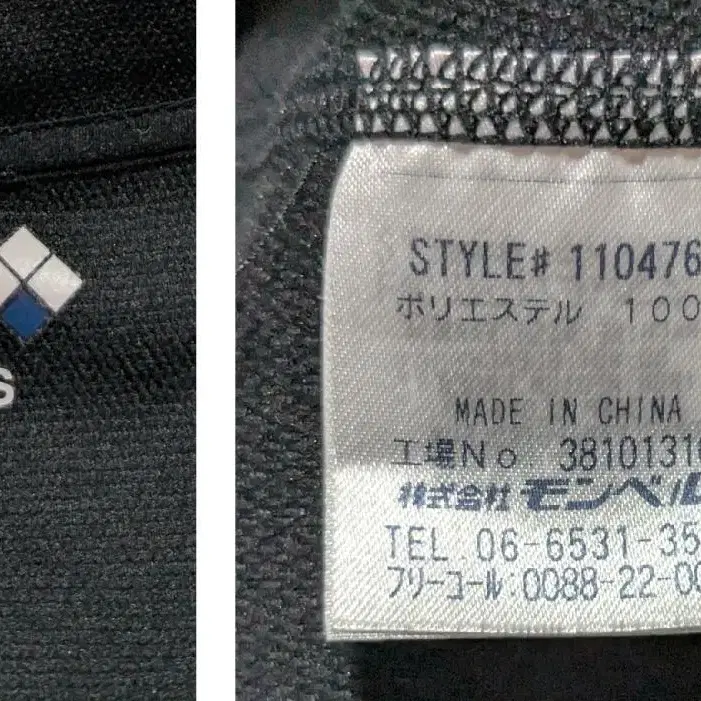 S
STYLE# 110476
ポリエステル 100
MADE IN CHINA
工場No 3810131
株式会社 モンベル
TEL 06-6531-35
フリーコール:0088-22-00